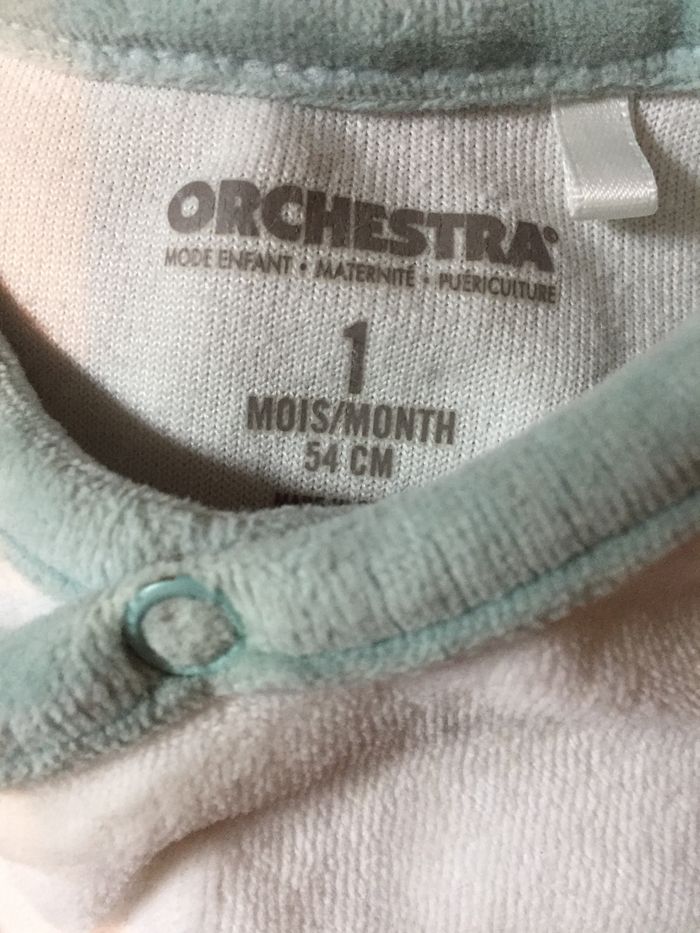 ORCHESTRA®
MODE ENFANT • MATERNITÉ • PUÉRICULTURE
1
MOIS/MONTH
54 CM